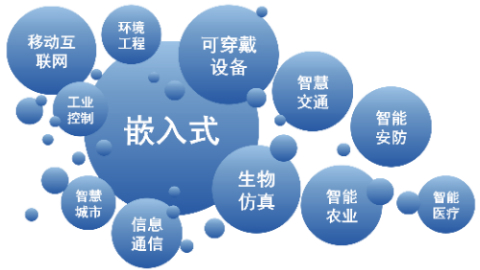 移动互
联网
环境
工程
可穿戴
设备
智慧
交通
工业
控制
智能
安防
嵌入式
生物
仿真
智慧
城市
智能
农业
智能
医疗
信息
通信